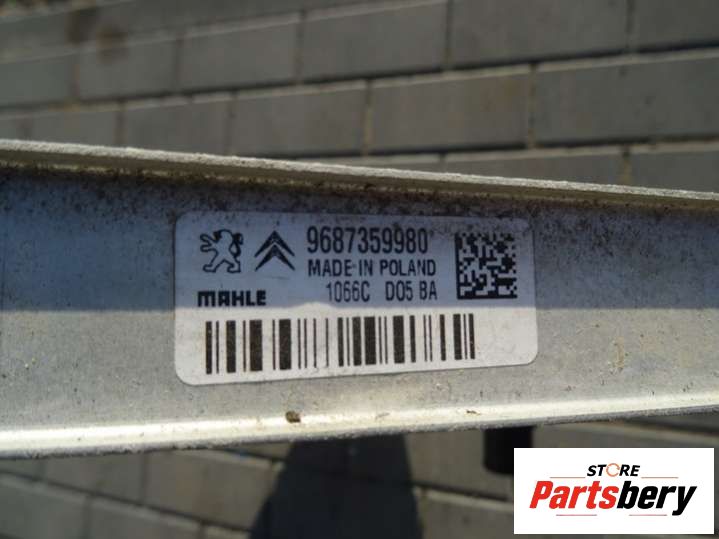 9687359980
MADE IN POLAND
MAHLE
1066C D05 BA
STORE
Partsbery